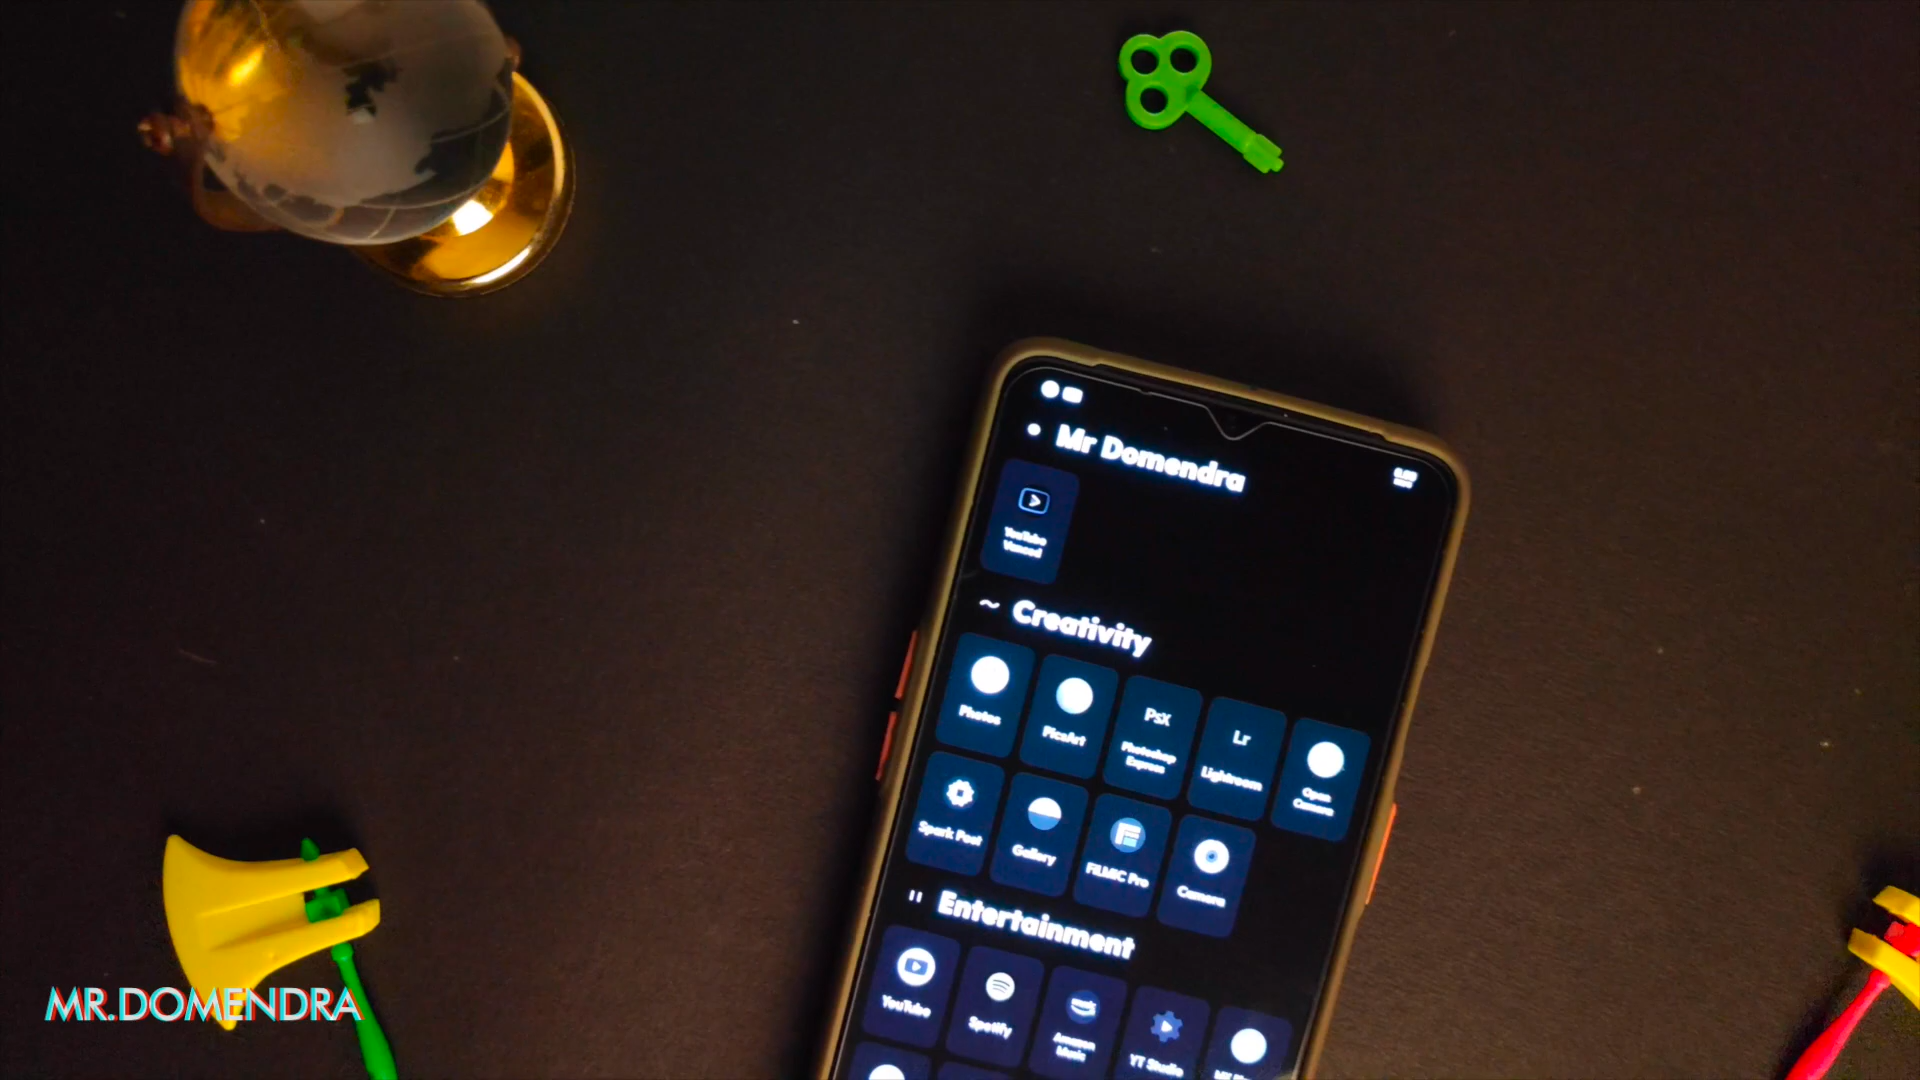 Mr Domendra
YouTube
Vanced
~ Creativity
Photos
PicsArt
PsX
Photoshop
Express
Lr
Lightroom
Open
Camera
Spark Post
Gallery
FiLMiC Pro
Camera
Entertainment
YouTube
Spotify
music
Amazon
Music
YT Studio
MR.DOMENDRA